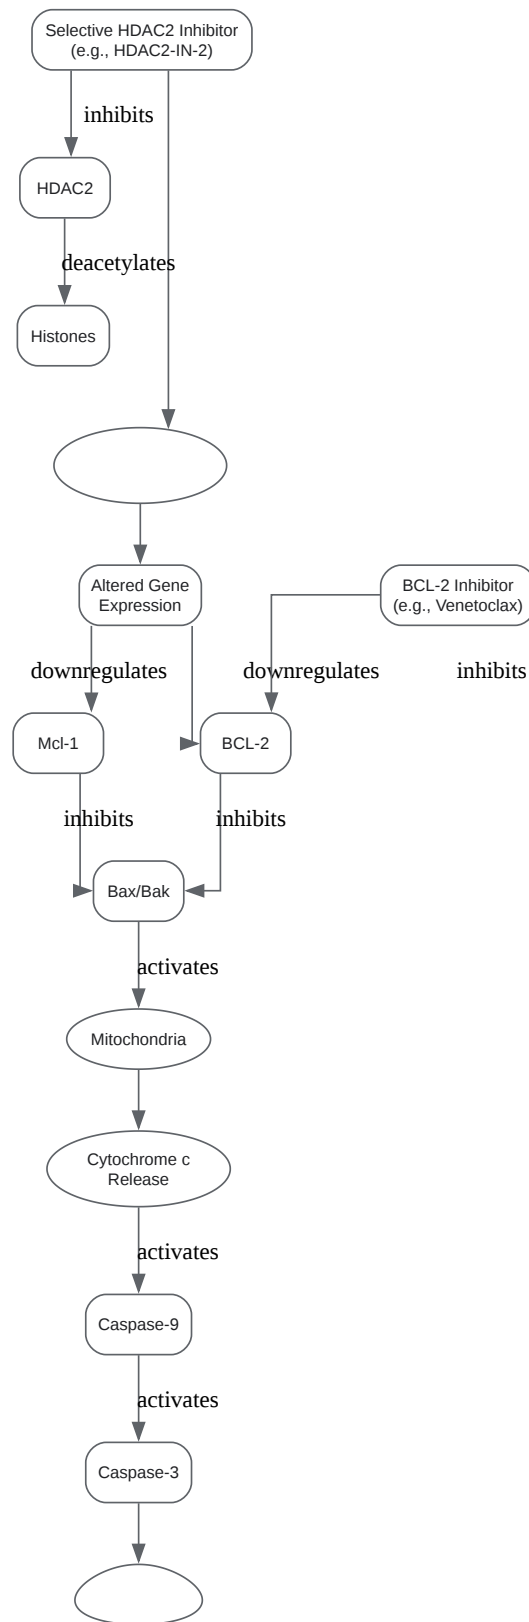 Selective HDAC2 Inhibitor
(e.g., HDAC2-IN-2)
inhibits
HDAC2
deacetylates
Histones
Altered Gene
Expression
BCL-2 Inhibitor
(e.g., Venetoclax)
downregulates
downregulates
inhibits
Mcl-1
BCL-2
inhibits
inhibits
Bax/Bak
activates
Mitochondria
Cytochrome c
Release
activates
Caspase-9
activates
Caspase-3